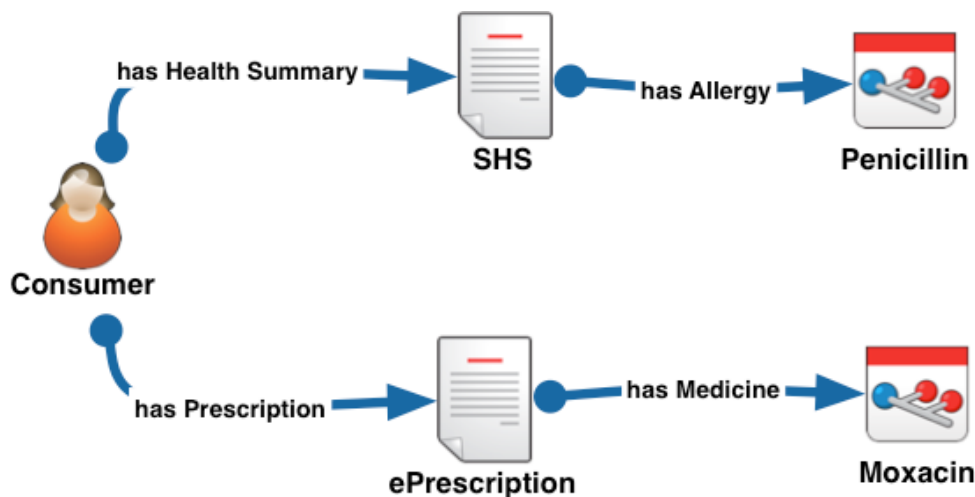 has Health Summary
SHS
has Allergy
Penicillin
Consumer
has Prescription
ePrescription
has Medicine
Moxacin